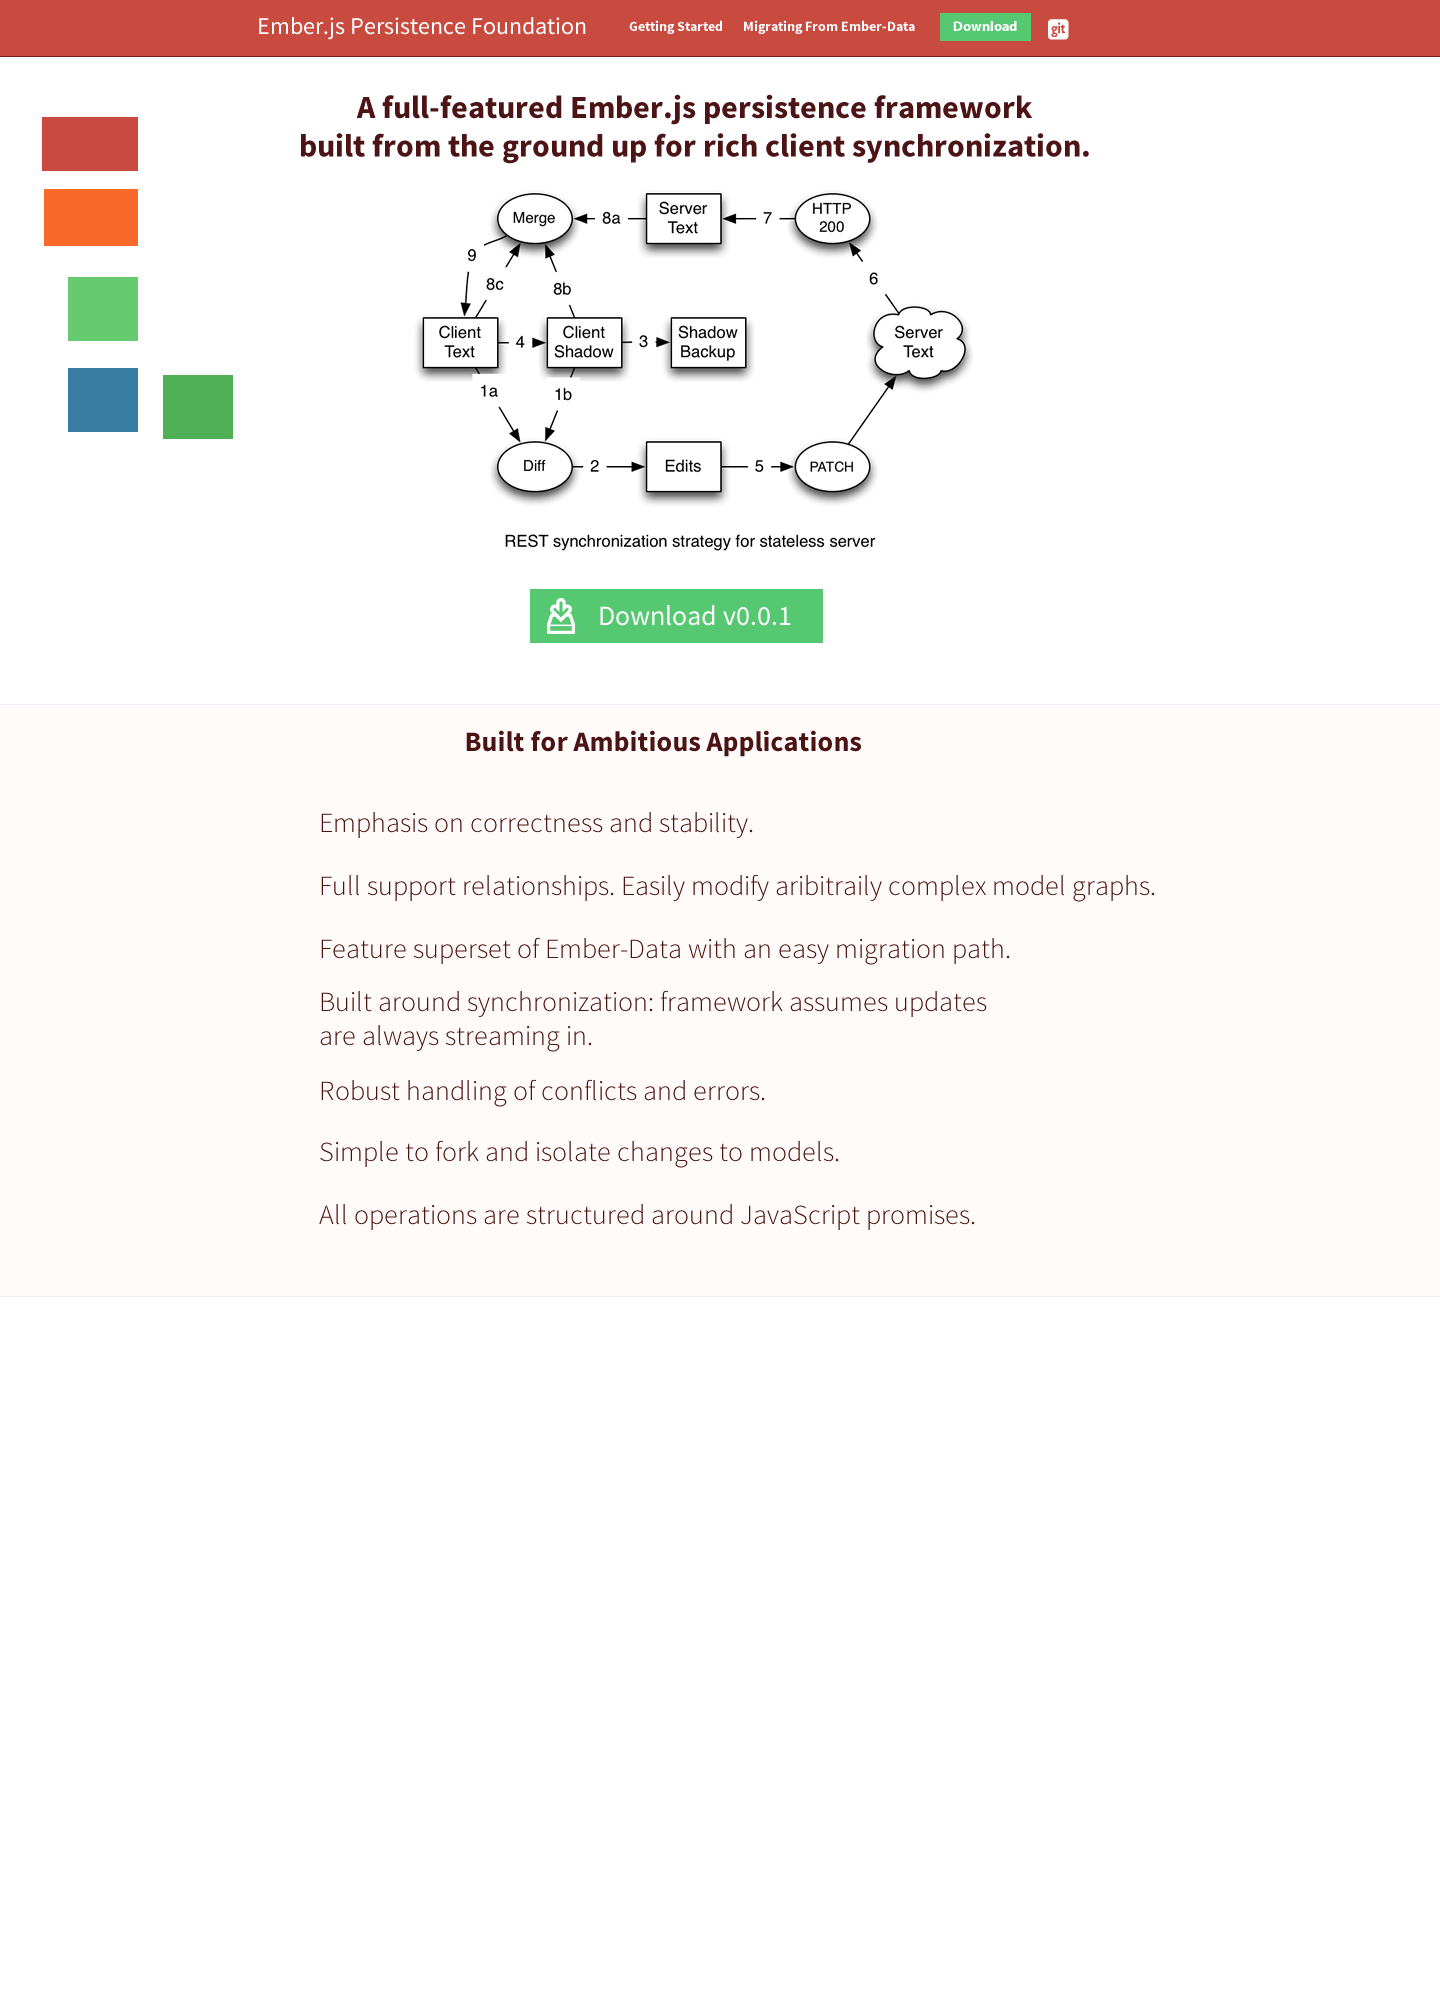 Ember.js Persistence Foundation
Getting Started
Migrating From Ember-Data
Download
git
A full-featured Ember.js persistence framework
built from the ground up for rich client synchronization.
Merge
8a
Server
Text
7
HTTP
200
9
8c
8b
6
Client
Text
4
Client
Shadow
3
Shadow
Backup
Server
Text
1a
1b
Diff
2
Edits
5
PATCH
REST synchronization strategy for stateless server
Download v0.0.1
Built for Ambitious Applications
Emphasis on correctness and stability.
Full support relationships. Easily modify aribitraily complex model graphs.
Feature superset of Ember-Data with an easy migration path.
Built around synchronization: framework assumes updates
are always streaming in.
Robust handling of conflicts and errors.
Simple to fork and isolate changes to models.
All operations are structured around JavaScript promises.